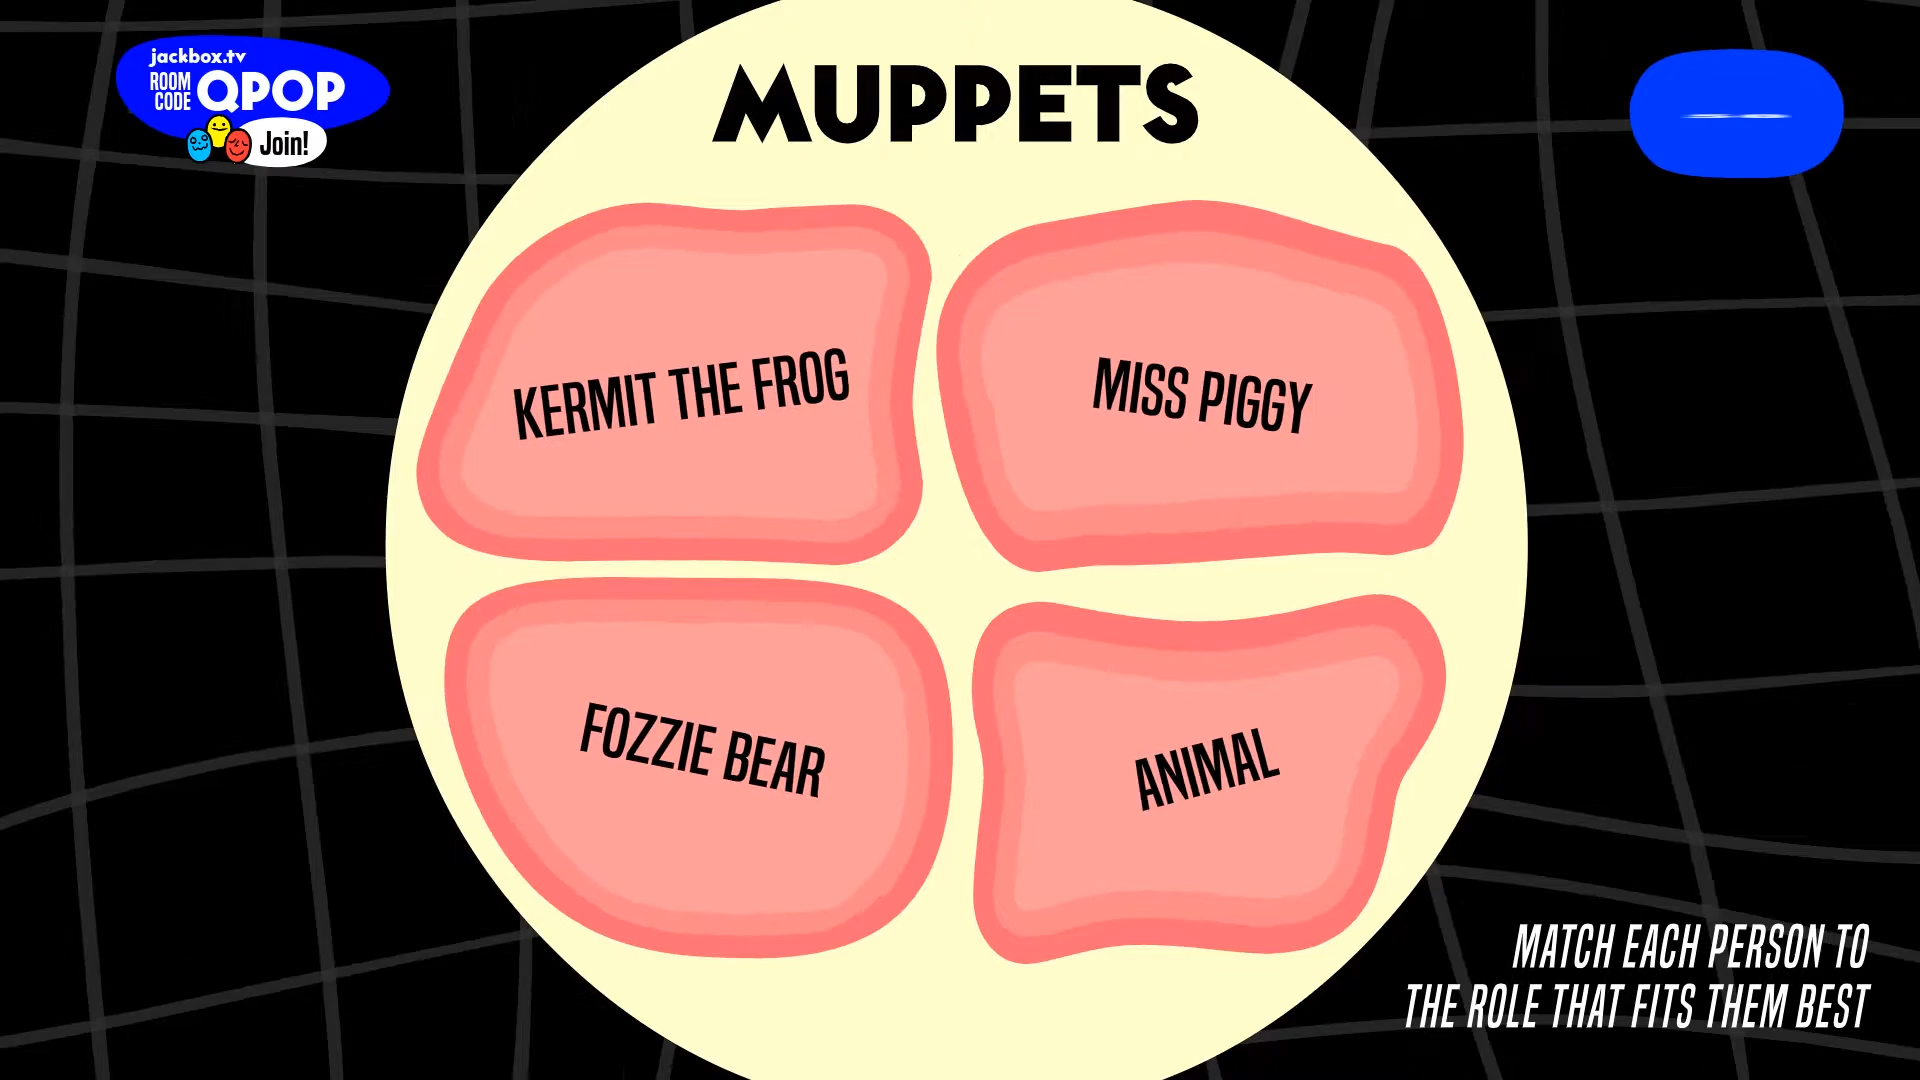 jackbox.tv
ROOM CODE QPOP
Join!
MUPPETS
KERMIT THE FROG
MISS PIGGY
FOZZIE BEAR
ANIMAL
MATCH EACH PERSON TO
THE ROLE THAT FITS THEM BEST